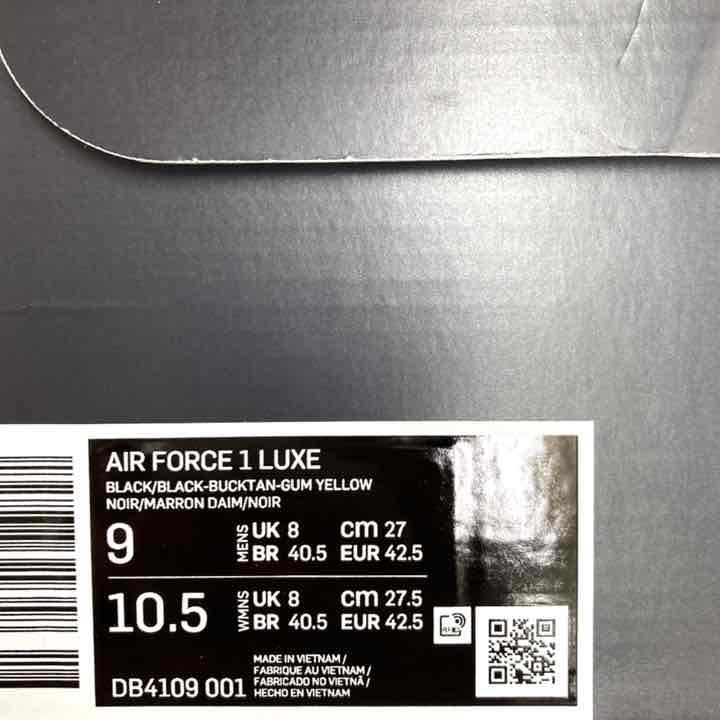 AIR FORCE 1 LUXE
BLACK/BLACK-BUCKTAN-GUM YELLOW
NOIR/MARRON DAIM/NOIR
9 MENS UK 8 cm 27
BR 40.5 EUR 42.5
10.5 WMNS UK 8 cm 27.5
BR 40.5 EUR 42.5
MADE IN VIETNAM /
FABRIQUE AU VIETNAM /
FABRICADO NO VIETNÃ /
DB4109 001 HECHO EN VIETNAM